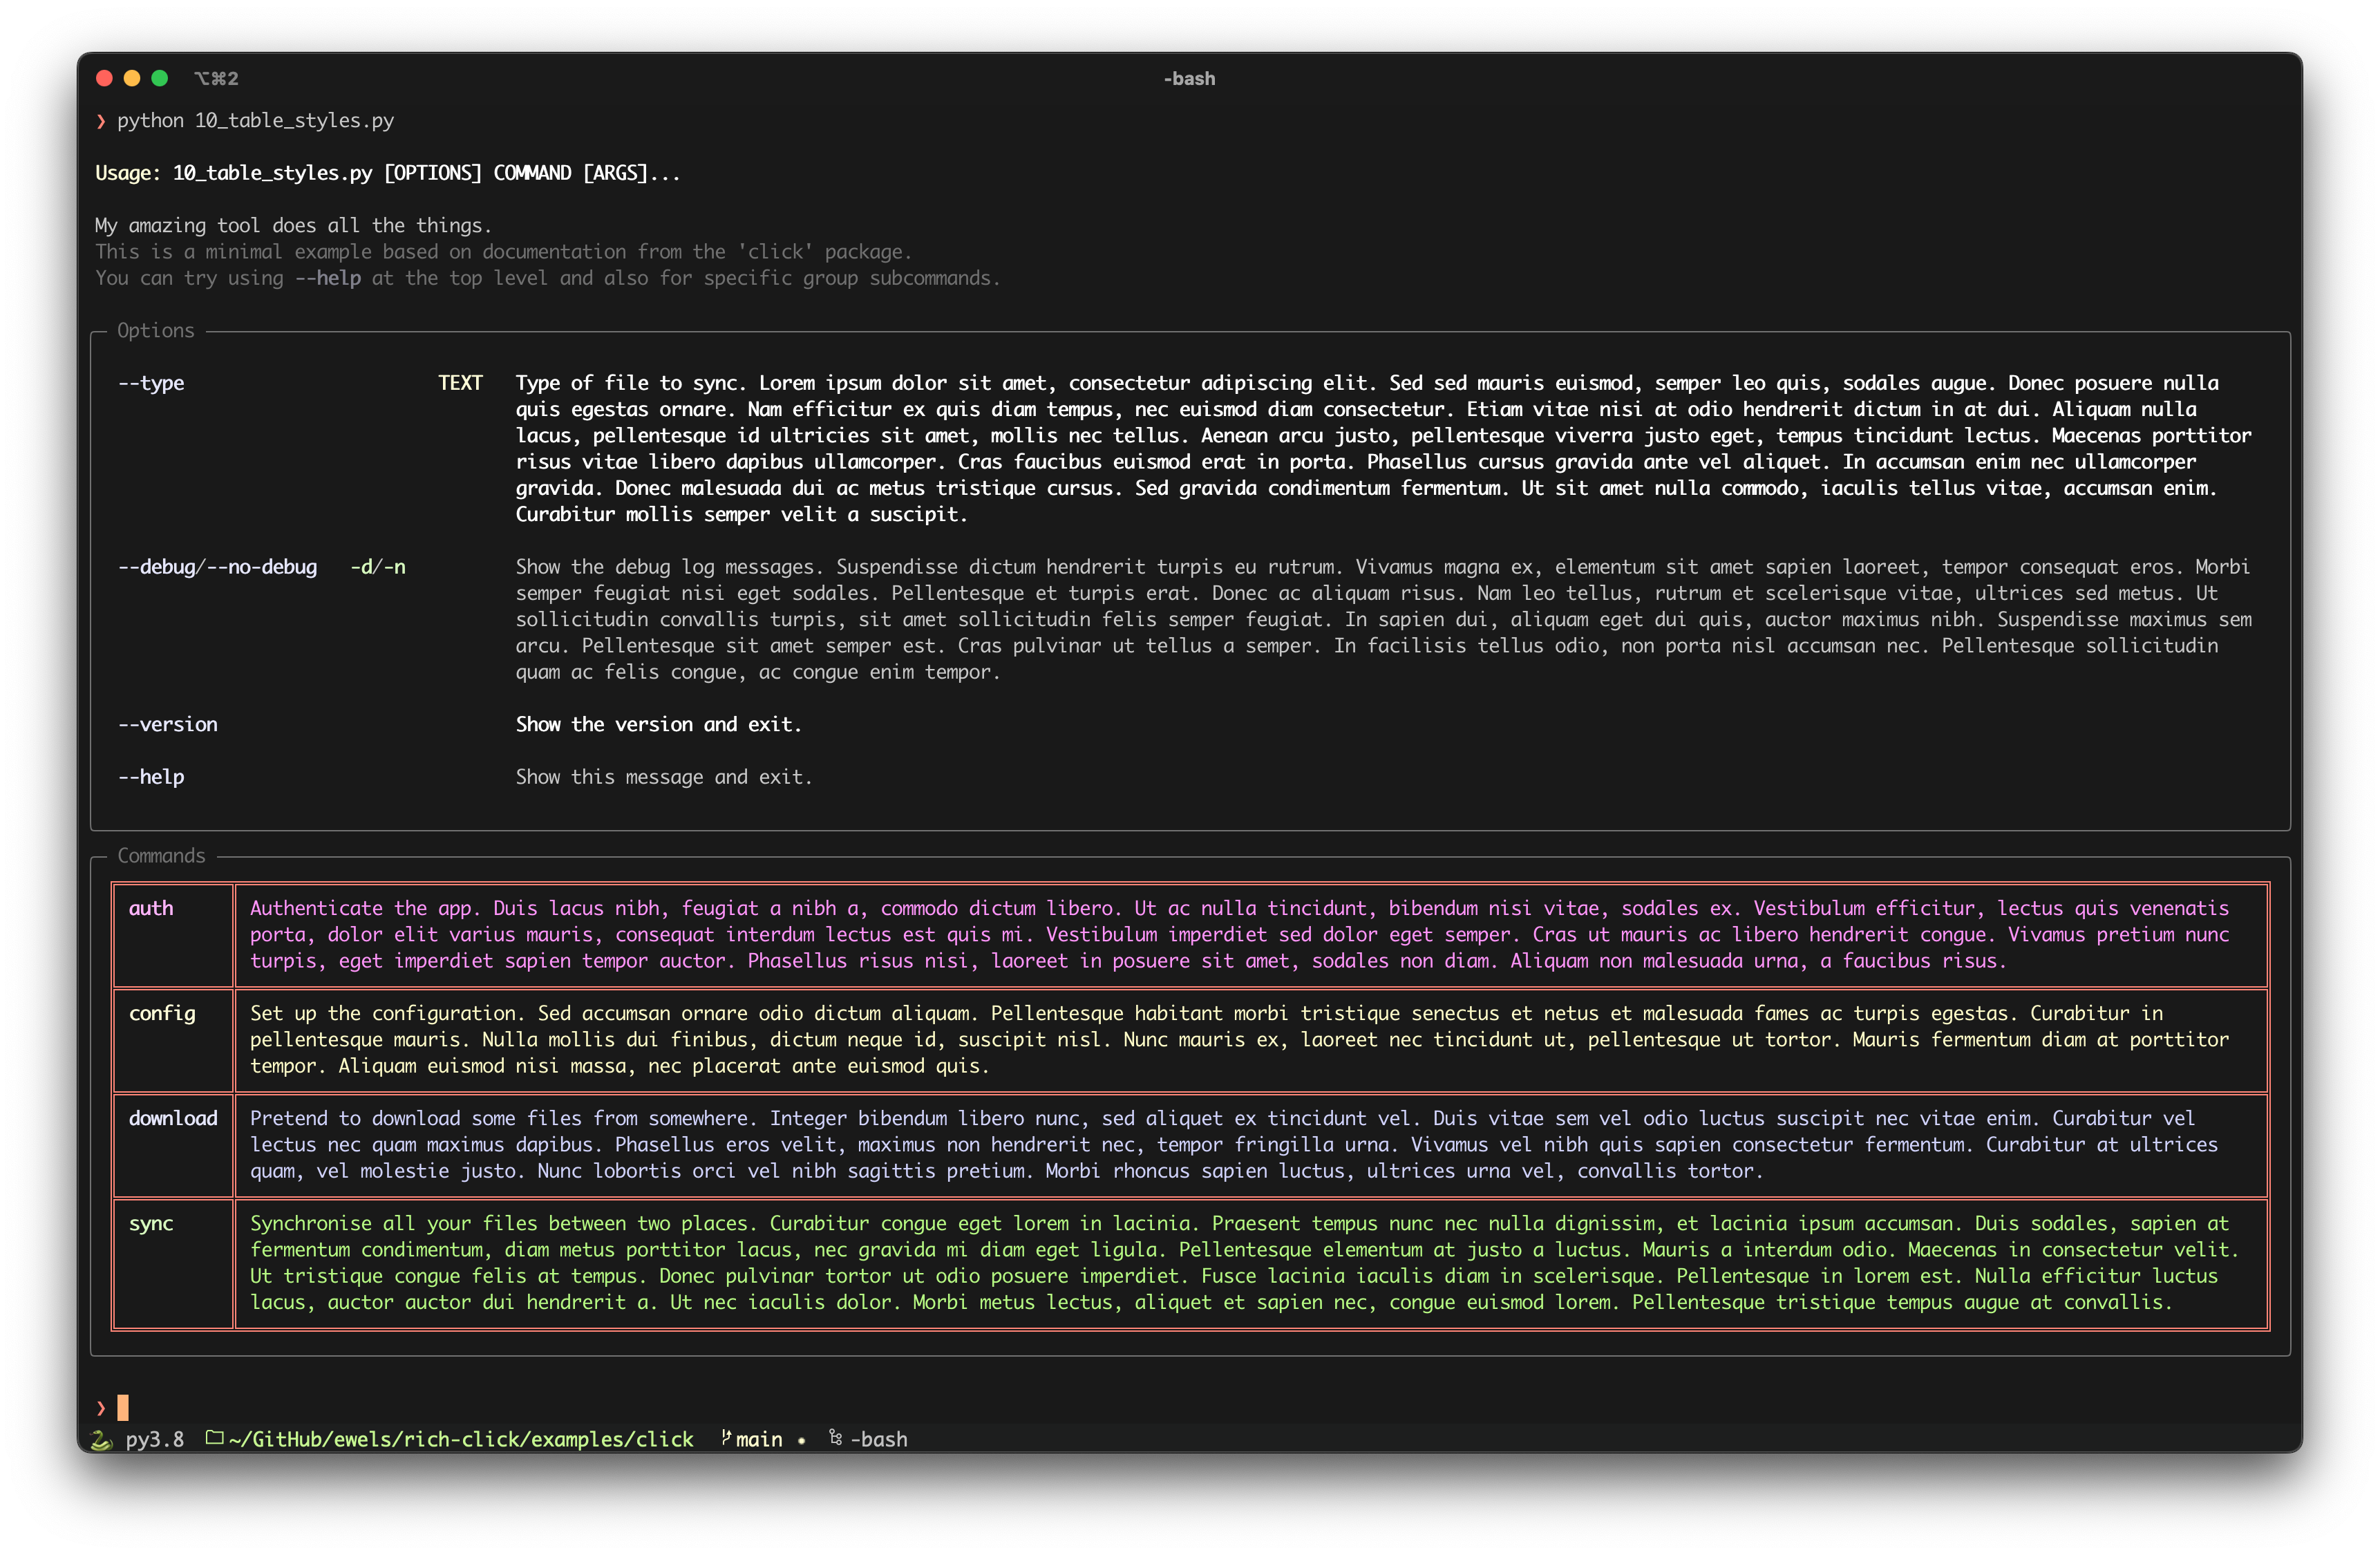 ⌥⌘2
-bash
❯ python 10_table_styles.py
Usage: 10_table_styles.py [OPTIONS] COMMAND [ARGS]...
My amazing tool does all the things.
This is a minimal example based on documentation from the 'click' package.
You can try using --help at the top level and also for specific group subcommands.
Options
--type TEXT Type of file to sync. Lorem ipsum dolor sit amet, consectetur adipiscing elit. Sed sed mauris euismod, semper leo quis, sodales augue. Donec posuere nulla
quis egestas ornare. Nam efficitur ex quis diam tempus, nec euismod diam consectetur. Etiam vitae nisi at odio hendrerit dictum in at dui. Aliquam nulla
lacus, pellentesque id ultricies sit amet, mollis nec tellus. Aenean arcu justo, pellentesque viverra justo eget, tempus tincidunt lectus. Maecenas porttitor
risus vitae libero dapibus ullamcorper. Cras faucibus euismod erat in porta. Phasellus cursus gravida ante vel aliquet. In accumsan enim nec ullamcorper
gravida. Donec malesuada dui ac metus tristique cursus. Sed gravida condimentum fermentum. Ut sit amet nulla commodo, iaculis tellus vitae, accumsan enim.
Curabitur mollis semper velit a suscipit.
--debug/--no-debug -d/-n Show the debug log messages. Suspendisse dictum hendrerit turpis eu rutrum. Vivamus magna ex, elementum sit amet sapien laoreet, tempor consequat eros. Morbi
semper feugiat nisi eget sodales. Pellentesque et turpis erat. Donec ac aliquam risus. Nam leo tellus, rutrum et scelerisque vitae, ultrices sed metus. Ut
sollicitudin convallis turpis, sit amet sollicitudin felis semper feugiat. In sapien dui, aliquam eget dui quis, auctor maximus nibh. Suspendisse maximus sem
arcu. Pellentesque sit amet semper est. Cras pulvinar ut tellus a semper. In facilisis tellus odio, non porta nisl accumsan nec. Pellentesque sollicitudin
quam ac felis congue, ac congue enim tempor.
--version Show the version and exit.
--help Show this message and exit.
Commands
auth Authenticate the app. Duis lacus nibh, feugiat a nibh a, commodo dictum libero. Ut ac nulla tincidunt, bibendum nisi vitae, sodales ex. Vestibulum efficitur, lectus quis venenatis
porta, dolor elit varius mauris, consequat interdum lectus est quis mi. Vestibulum imperdiet sed dolor eget semper. Cras ut mauris ac libero hendrerit congue. Vivamus pretium nunc
turpis, eget imperdiet sapien tempor auctor. Phasellus risus nisi, laoreet in posuere sit amet, sodales non diam. Aliquam non malesuada urna, a faucibus risus.
config Set up the configuration. Sed accumsan ornare odio dictum aliquam. Pellentesque habitant morbi tristique senectus et netus et malesuada fames ac turpis egestas. Curabitur in
pellentesque mauris. Nulla mollis dui finibus, dictum neque id, suscipit nisl. Nunc mauris ex, laoreet nec tincidunt ut, pellentesque ut tortor. Mauris fermentum diam at porttitor
tempor. Aliquam euismod nisi massa, nec placerat ante euismod quis.
download Pretend to download some files from somewhere. Integer bibendum libero nunc, sed aliquet ex tincidunt vel. Duis vitae sem vel odio luctus suscipit nec vitae enim. Curabitur vel
lectus nec quam maximus dapibus. Phasellus eros velit, maximus non hendrerit nec, tempor fringilla urna. Vivamus vel nibh quis sapien consectetur fermentum. Curabitur at ultrices
quam, vel molestie justo. Nunc lobortis orci vel nibh sagittis pretium. Morbi rhoncus sapien luctus, ultrices urna vel, convallis tortor.
sync Synchronise all your files between two places. Curabitur congue eget lorem in lacinia. Praesent tempus nunc nec nulla dignissim, et lacinia ipsum accumsan. Duis sodales, sapien at
fermentum condimentum, diam metus porttitor lacus, nec gravida mi diam eget ligula. Pellentesque elementum at justo a luctus. Mauris a interdum odio. Maecenas in consectetur velit.
Ut tristique congue felis at tempus. Donec pulvinar tortor ut odio posuere imperdiet. Fusce lacinia iaculis diam in scelerisque. Pellentesque in lorem est. Nulla efficitur luctus
lacus, auctor auctor dui hendrerit a. Ut nec iaculis dolor. Morbi metus lectus, aliquet et sapien nec, congue euismod lorem. Pellentesque tristique tempus augue at convallis.
❯
py3.8 ~/GitHub/ewels/rich-click/examples/click main • -bash